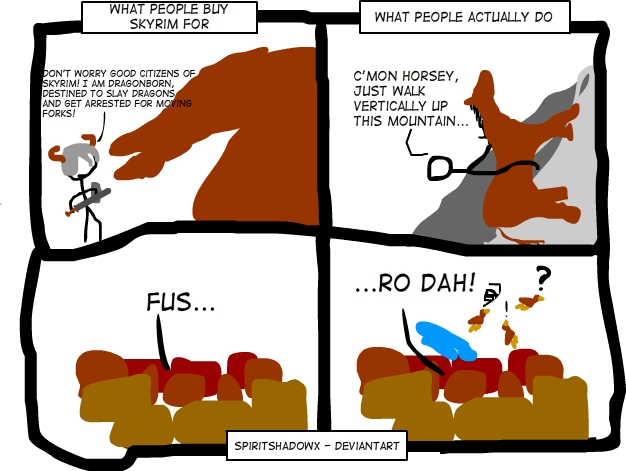 WHAT PEOPLE BUY
SKYRIM FOR
WHAT PEOPLE ACTUALLY DO
DON'T WORRY GOOD CITIZENS OF
SKYRIM! I AM DRAGONBORN,
DESTINED TO SLAY DRAGONS
AND GET ARRESTED FOR MOVING
FORKS!
C'MON HORSEY,
JUST WALK
VERTICALLY UP
THIS MOUNTAIN...
FUS...
...RO DAH!
?
!
SPIRITSHADOWX - DEVIANTART